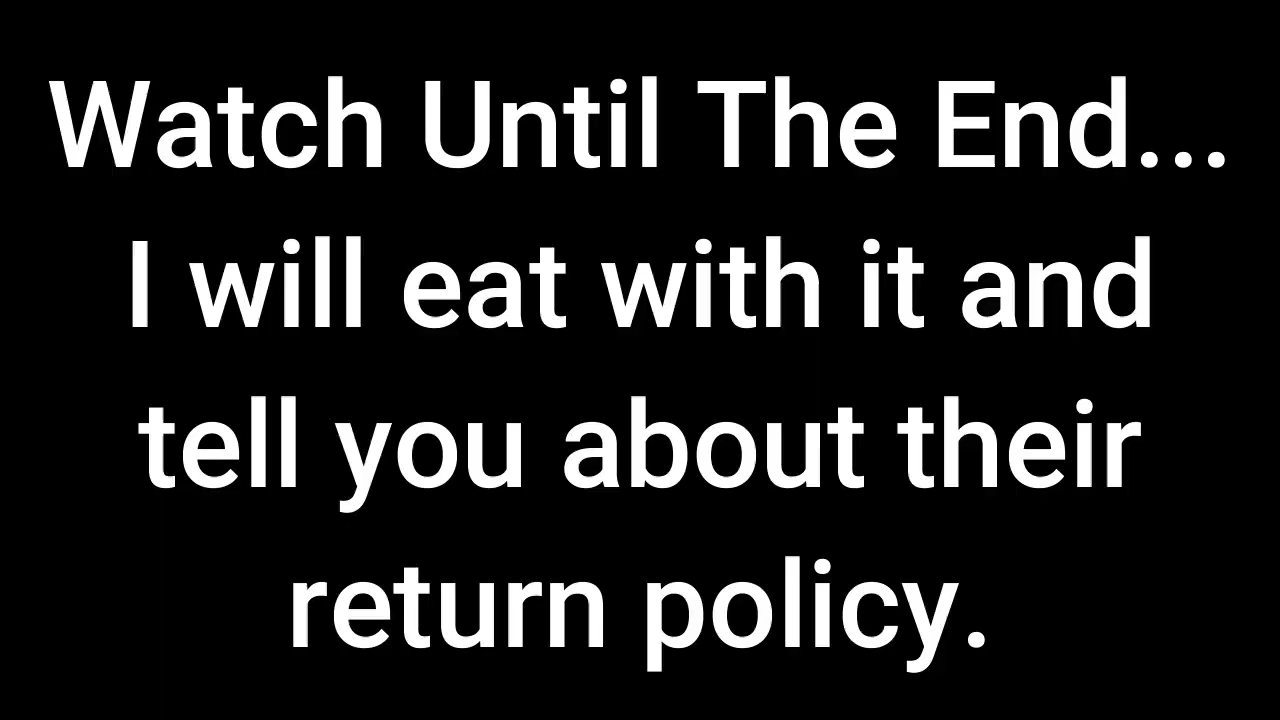 Watch Until The End...
I will eat with it and
tell you about their
return policy.